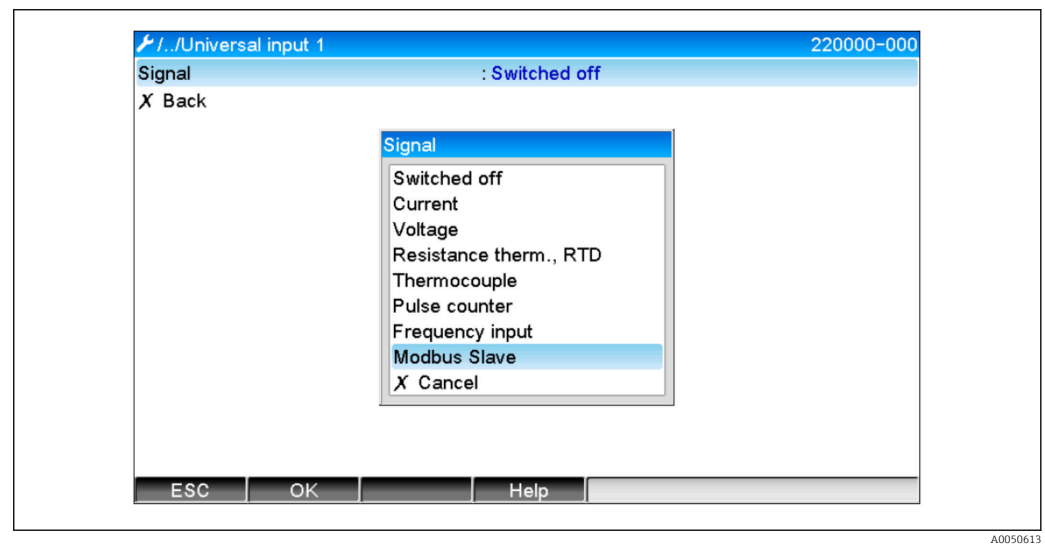 /../Universal input 1 220000-000
Signal : Switched off
X Back
Signal
Switched off
Current
Voltage
Resistance therm., RTD
Thermocouple
Pulse counter
Frequency input
Modbus Slave
X Cancel
ESC OK Help
A0050613